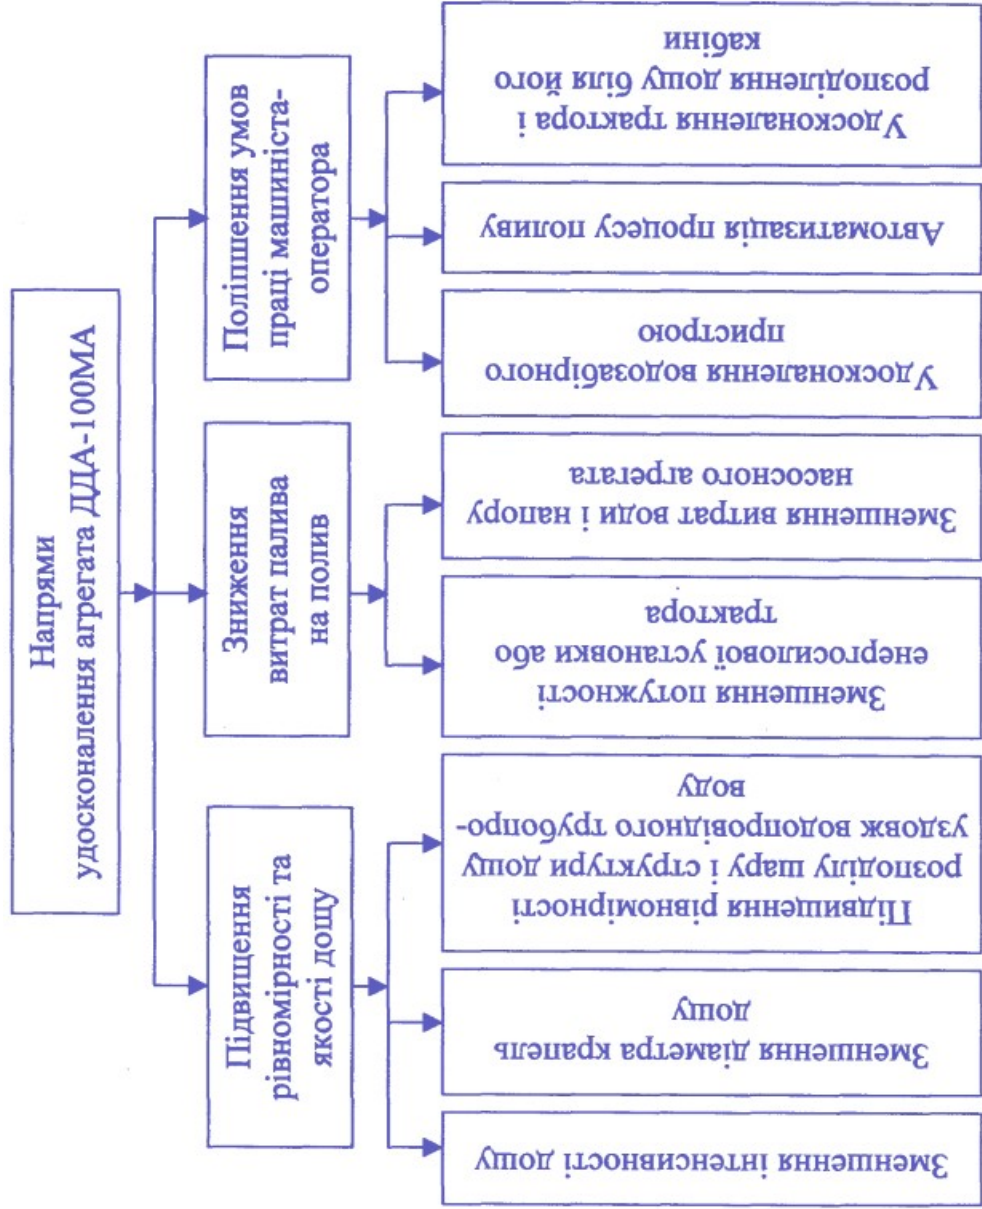 Напрями
удосконалення агрегата ДДА-100МА
Підвищення
рівномірності та
якості дощу
Зниження
витрат палива
на полив
Поліпшення умов
праці машиніста-
оператора
Зменшення інтенсивності дощу
Зменшення діаметра крапель
дощу
Підвищення рівномірності
розподілу шару і структури дощу
уздовж водопровідного трубопро-
воду
Зменшення потужності
енергосилової установки або
трактора
Зменшення витрат води і напору
насосного агрегата
Удосконалення водозабірного
пристрою
Автоматизація процесу поливу
Удосконалення трактора і
розподілення дощу біля його
кабіни